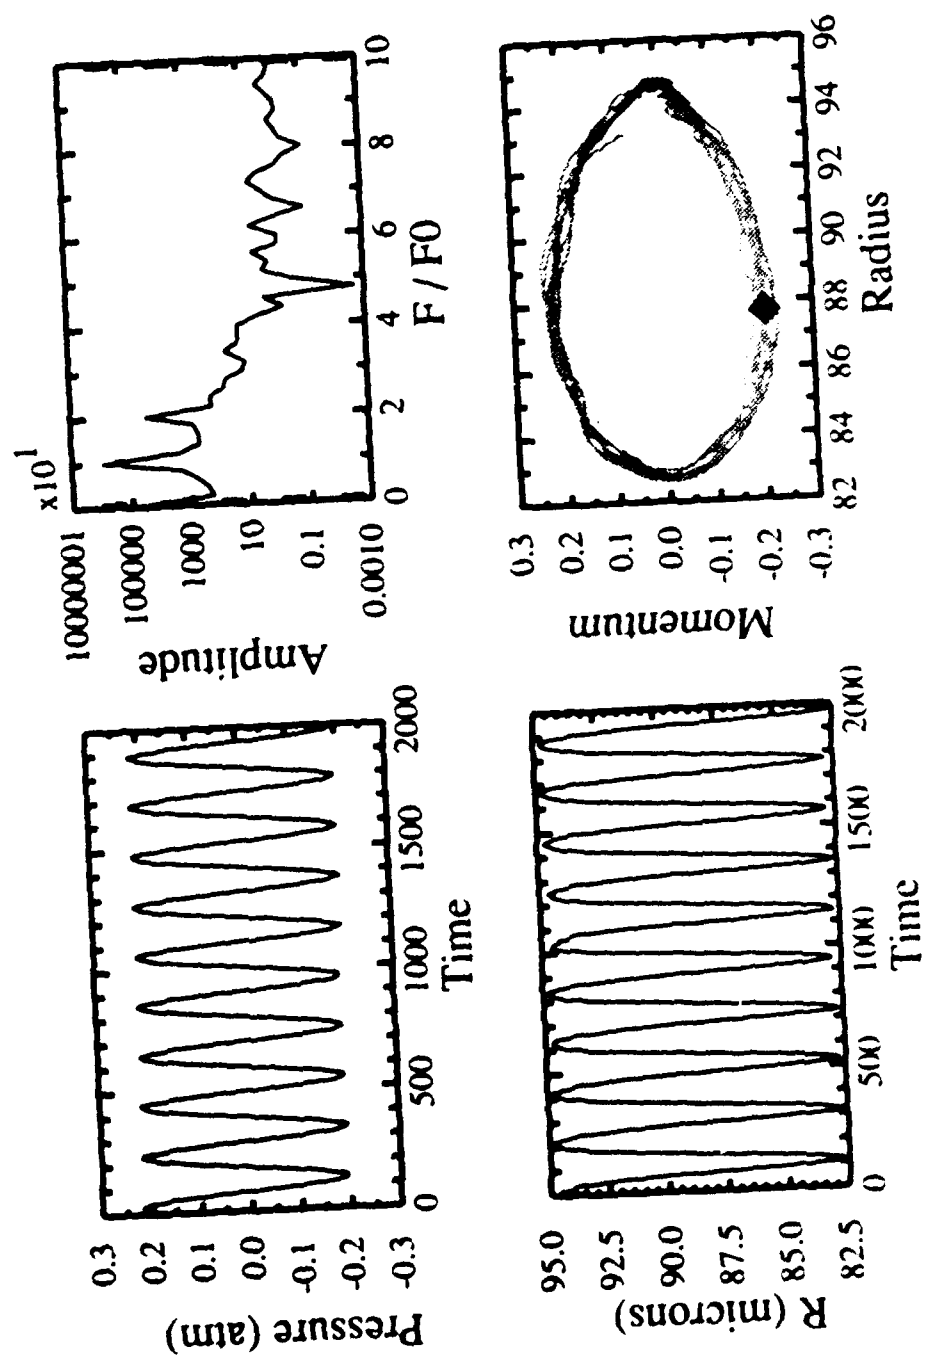 Pressure (atm)
0.3
0.2
0.1
0.0
-0.1
-0.2
-0.3
0 500 1000 1500 2000
Time
Amplitude
x10¹
10000001
100000
1000
10
0.1
0.0010
0 2 4 6 8 10
F / F0
R (microns)
95.0
92.5
90.0
87.5
85.0
82.5
0 500 1000 1500 2000
Time
Momentum
0.3
0.2
0.1
0.0
-0.1
-0.2
-0.3
82 84 86 88 90 92 94 96
Radius